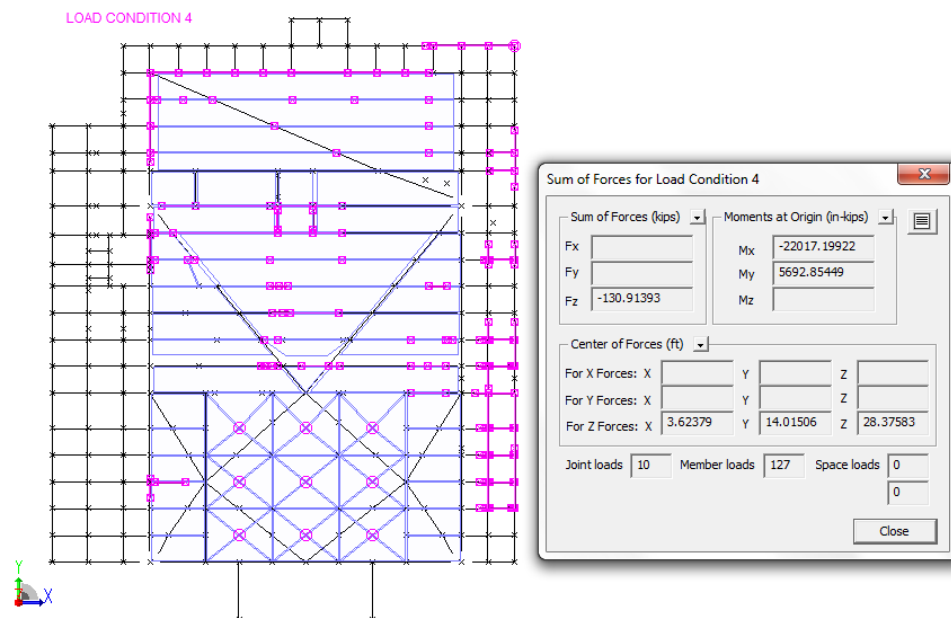 LOAD CONDITION 4
Sum of Forces for Load Condition 4
x
Sum of Forces (kips) Moments at Origin (in-kips)
Fx Mx -22017.19922
Fy My 5692.85449
Fz -130.91393 Mz
Center of Forces (ft)
For X Forces: X Y Z
For Y Forces: X Y Z
For Z Forces: X 3.62379 Y 14.01506 Z 28.37583
Joint loads 10 Member loads 127 Space loads 0
0
Close
Y
X